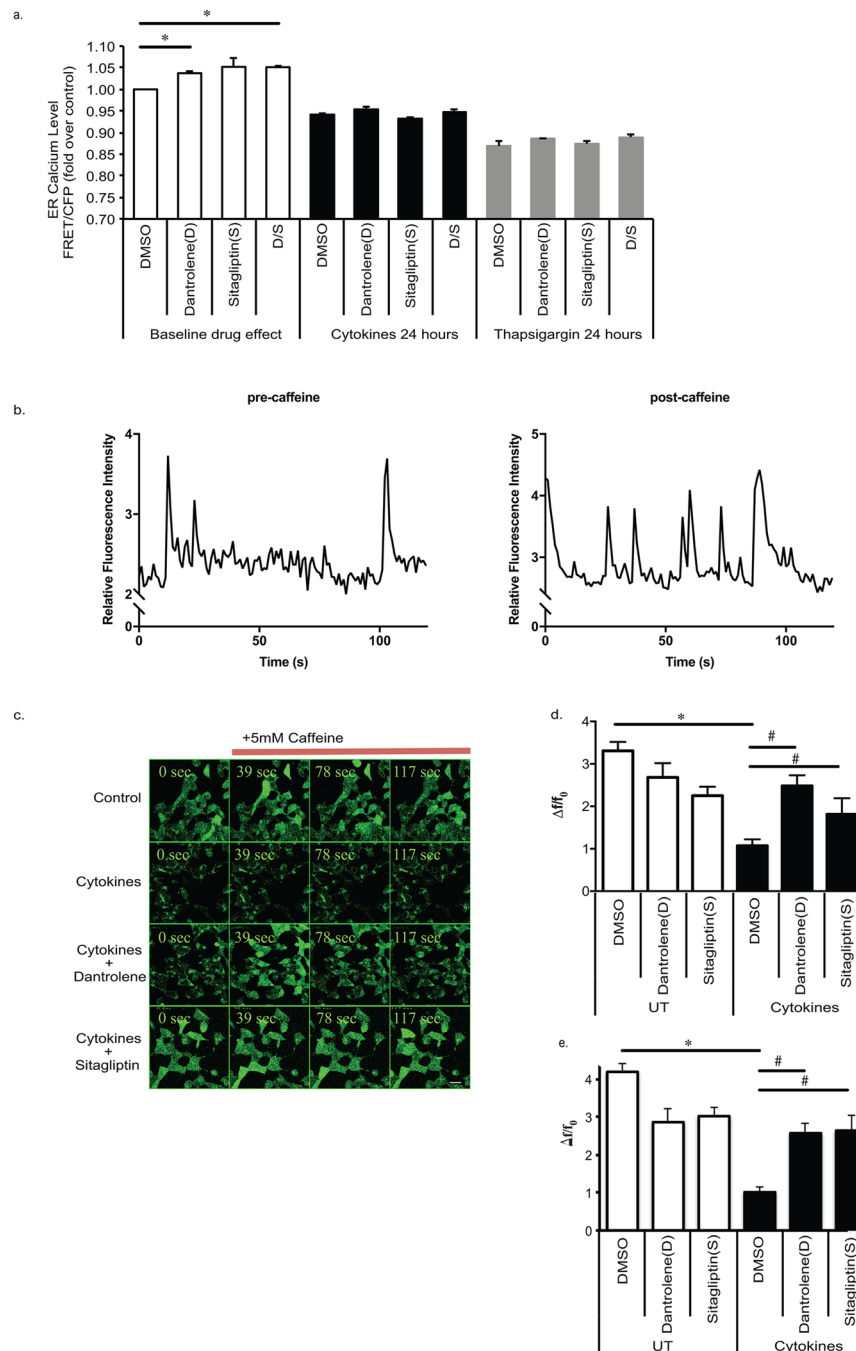 a.
* 
*
ER Calcium Level
FRET/CFP (fold over control)
1.10
1.05
1.00
0.95
0.90
0.85
0.80
0.75
0.70
DMSO
Dantrolene(D)
Sitagliptin(S)
D/S
DMSO
Dantrolene(D)
Sitagliptin(S)
D/S
DMSO
Dantrolene(D)
Sitagliptin(S)
D/S
Baseline drug effect
Cytokines 24 hours
Thapsigargin 24 hours
b.
pre-caffeine
Relative Fluorescence Intensity
4
3
2
0
0
50
100
Time (s)
post-caffeine
Relative Fluorescence Intensity
5
4
3
2
0
0
50
100
Time (s)
c.
+5mM Caffeine
Control
0 sec
39 sec
78 sec
117 sec
Cytokines
0 sec
39 sec
78 sec
117 sec
Cytokines
+
Dantrolene
0 sec
39 sec
78 sec
117 sec
Cytokines
+
Sitagliptin
0 sec
39 sec
78 sec
117 sec
d.
*
#
#
Δf/f0
4
3
2
1
0
DMSO
Dantrolene(D)
Sitagliptin(S)
DMSO
Dantrolene(D)
Sitagliptin(S)
UT
Cytokines
e.
*
#
#
Δf/f0
4
3
2
1
0
DMSO
Dantrolene(D)
Sitagliptin(S)
DMSO
Dantrolene(D)
Sitagliptin(S)
UT
Cytokines